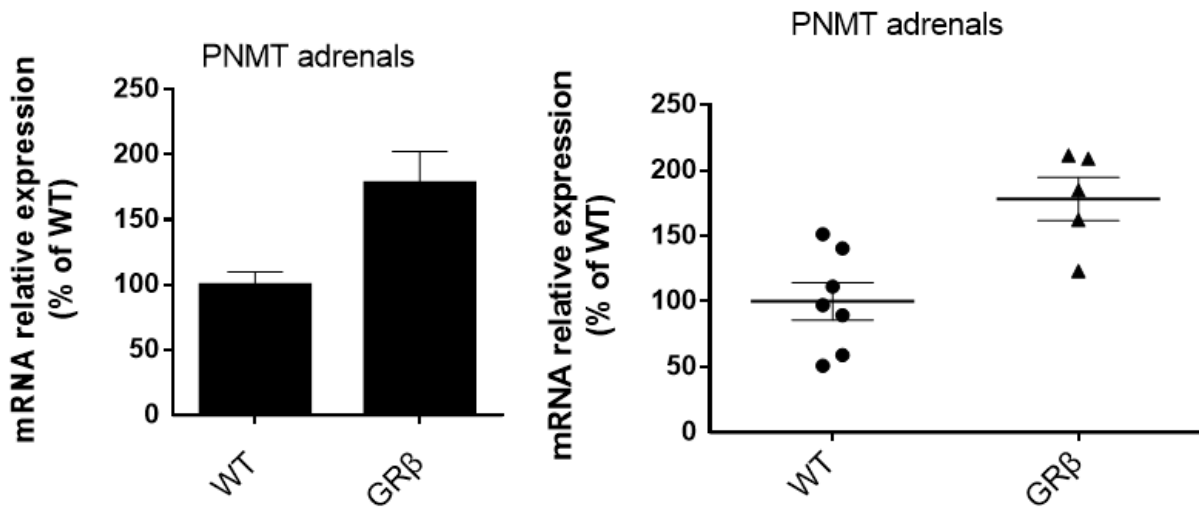 PNMT adrenals
mRNA relative expression
(% of WT)
250
200
150
100
50
0
WT
GRβ
PNMT adrenals
mRNA relative expression
(% of WT)
250
200
150
100
50
0
WT
GRβ